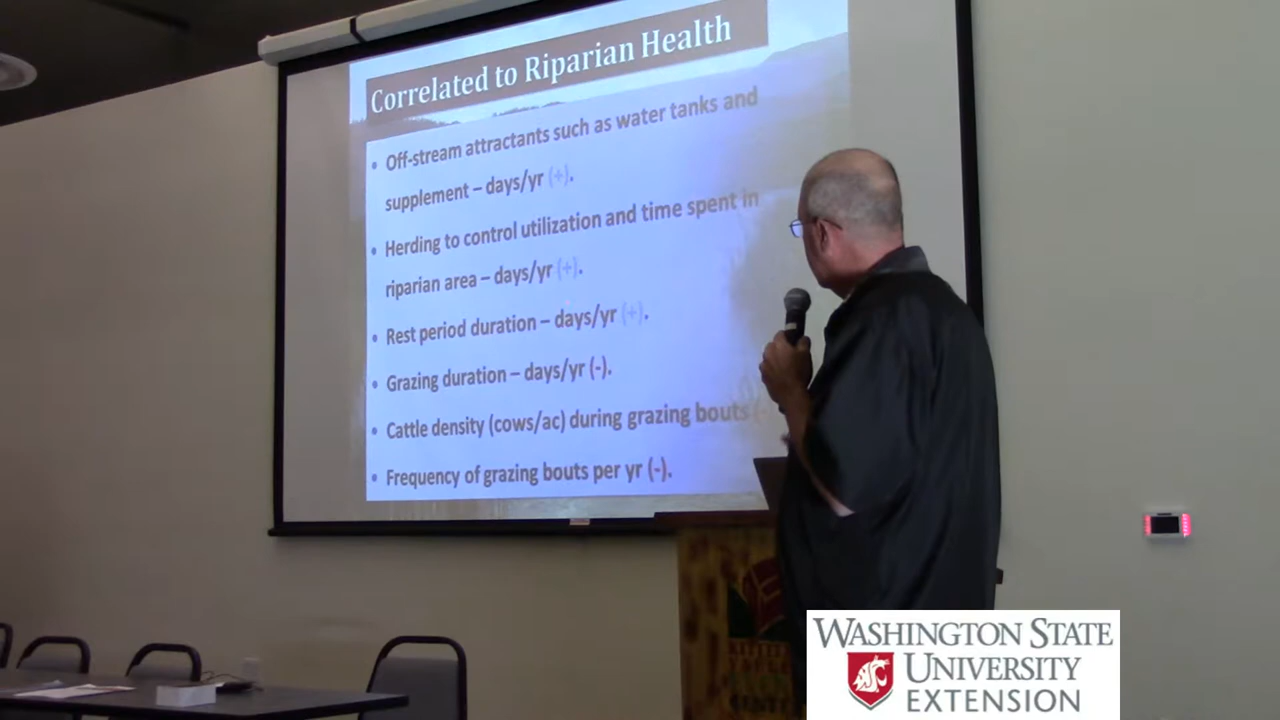 Correlated to Riparian Health
• Off-stream attractants such as water tanks and
supplement – days/yr (+).
• Herding to control utilization and time spent in
riparian area – days/yr (+).
• Rest period duration – days/yr (+).
• Grazing duration – days/yr (-).
• Cattle density (cows/ac) during grazing bouts
• Frequency of grazing bouts per yr (-).
WASHINGTON STATE
UNIVERSITY
EXTENSION